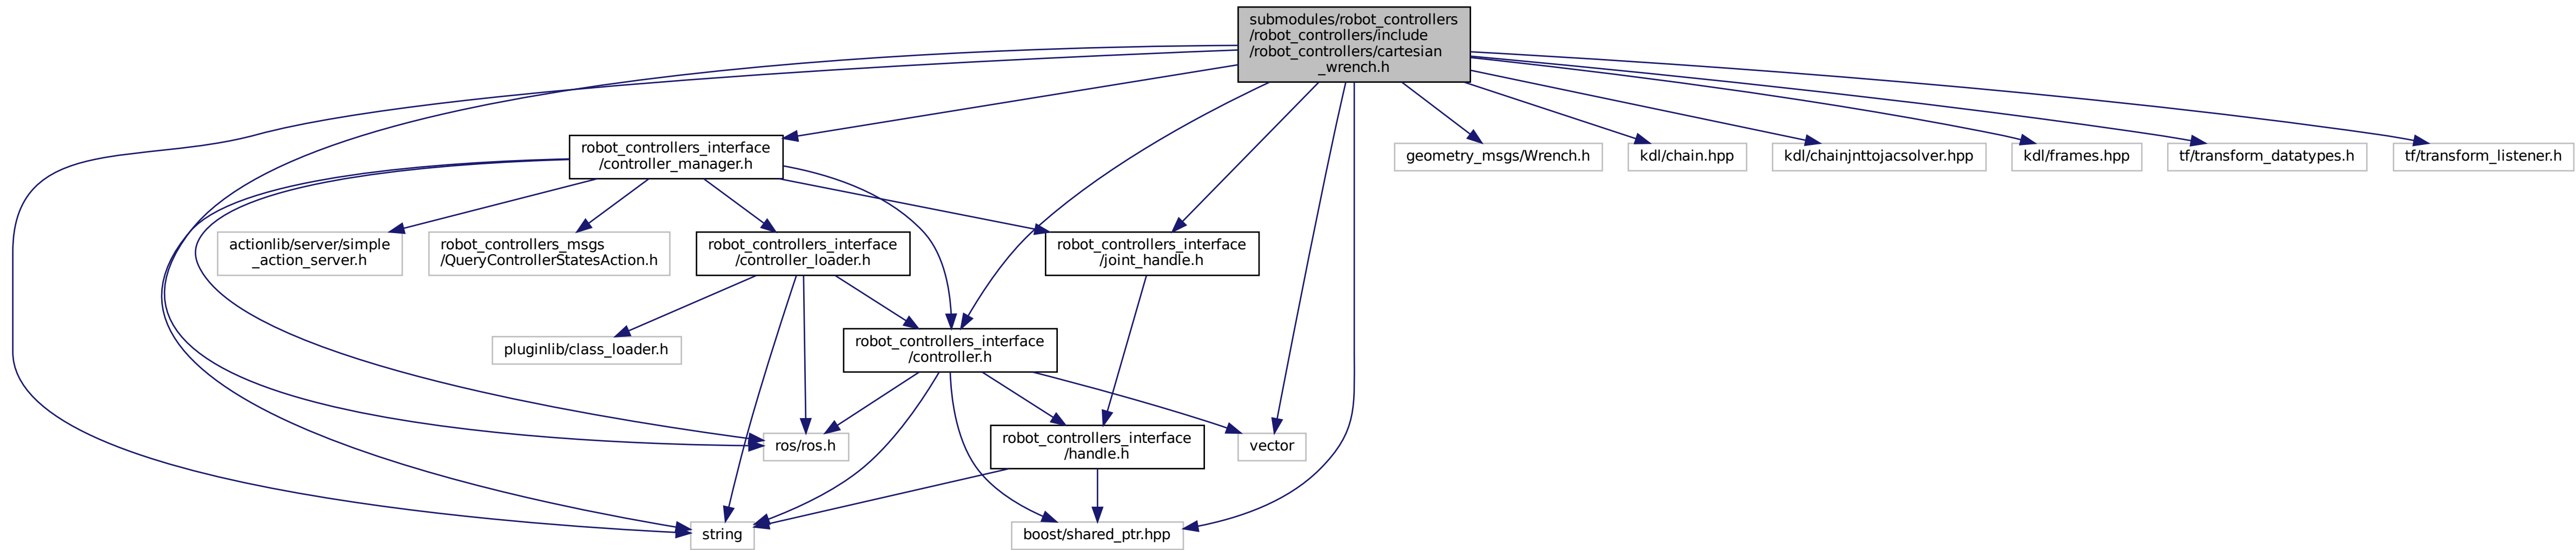 submodules/robot_controllers
/robot_controllers/include
/robot_controllers/cartesian
_wrench.h
robot_controllers_interface
/controller_manager.h
geometry_msgs/Wrench.h
kdl/chain.hpp
kdl/chainjnttojacsolver.hpp
kdl/frames.hpp
tf/transform_datatypes.h
tf/transform_listener.h
actionlib/server/simple
_action_server.h
robot_controllers_msgs
/QueryControllerStatesAction.h
robot_controllers_interface
/controller_loader.h
robot_controllers_interface
/joint_handle.h
pluginlib/class_loader.h
robot_controllers_interface
/controller.h
ros/ros.h
robot_controllers_interface
/handle.h
vector
string
boost/shared_ptr.hpp